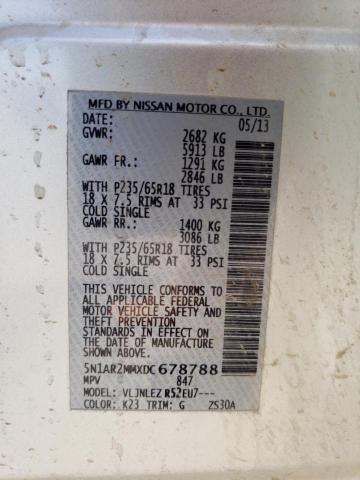 MFD BY NISSAN MOTOR CO., LTD.
DATE: 05/13
GVWR: 2682 KG
5913 LB
GAWR FR.: 1291 KG
2846 LB
WITH P235/65R18 TIRES
18 X 7.5 RIMS AT 33 PSI
COLD SINGLE
GAWR RR.: 1400 KG
3086 LB
WITH P235/65R18 TIRES
18 X 7.5 RIMS AT 33 PSI
COLD SINGLE
THIS VEHICLE CONFORMS TO
ALL APPLICABLE FEDERAL
MOTOR VEHICLE SAFETY
AND THEFT PREVENTION
STANDARDS IN EFFECT ON
THE DATE OF MANUFACTURE
SHOWN ABOVE.
5N1AR2MMXDC678788
MPV 847
MODEL: VLJNLEZ R52EU7---
COLOR: K23 TRIM: G ZS30A